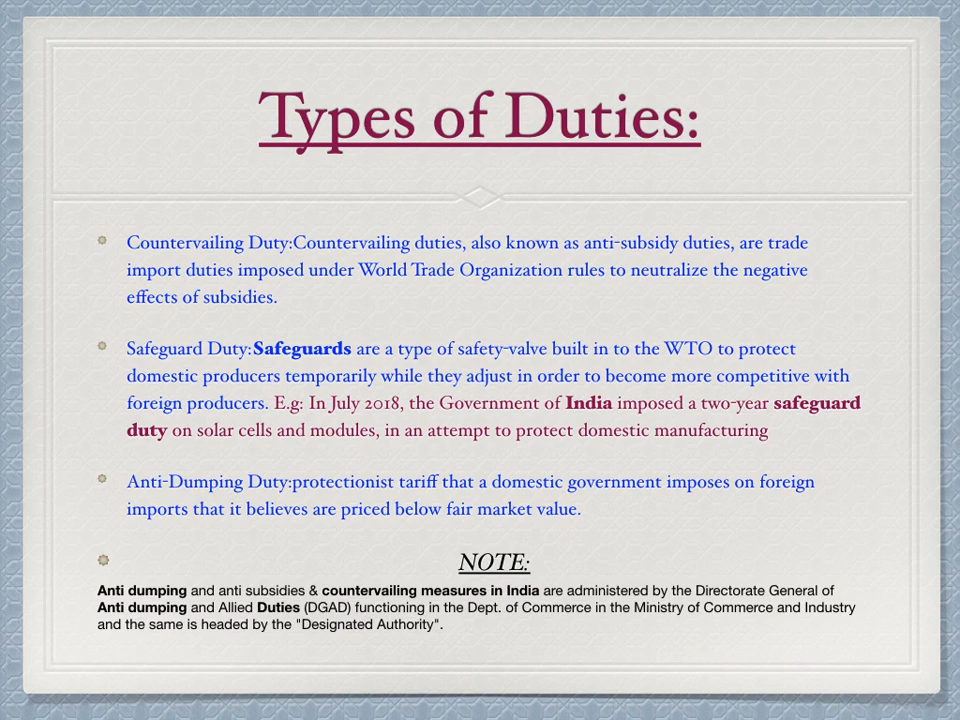 Types of Duties:
Countervailing Duty:Countervailing duties, also known as anti-subsidy duties, are trade
import duties imposed under World Trade Organization rules to neutralize the negative
effects of subsidies.
Safeguard Duty:Safeguards are a type of safety-valve built in to the WTO to protect
domestic producers temporarily while they adjust in order to become more competitive with
foreign producers. E.g: In July 2018, the Government of India imposed a two-year safeguard
duty on solar cells and modules, in an attempt to protect domestic manufacturing
Anti-Dumping Duty:protectionist tariff that a domestic government imposes on foreign
imports that it believes are priced below fair market value.
NOTE:
Anti dumping and anti subsidies & countervailing measures in India are administered by the Directorate General of
Anti dumping and Allied Duties (DGAD) functioning in the Dept. of Commerce in the Ministry of Commerce and Industry
and the same is headed by the "Designated Authority".